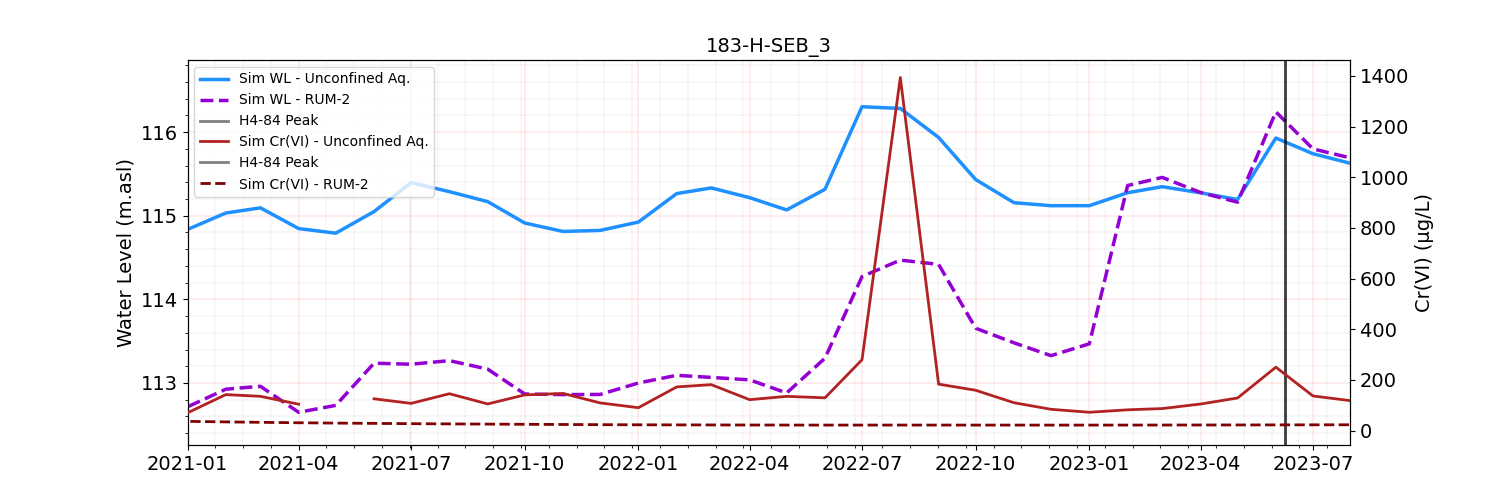 183-H-SEB_3
Sim WL - Unconfined Aq.
Sim WL - RUM-2
H4-84 Peak
Sim Cr(VI) - Unconfined Aq.
H4-84 Peak
Sim Cr(VI) - RUM-2
Water Level (m.asl)
116
115
114
113
1400
1200
1000
800
600
400
200
0
Cr(VI) (µg/L)
2021-01 2021-04 2021-07 2021-10 2022-01 2022-04 2022-07 2022-10 2023-01 2023-04 2023-07